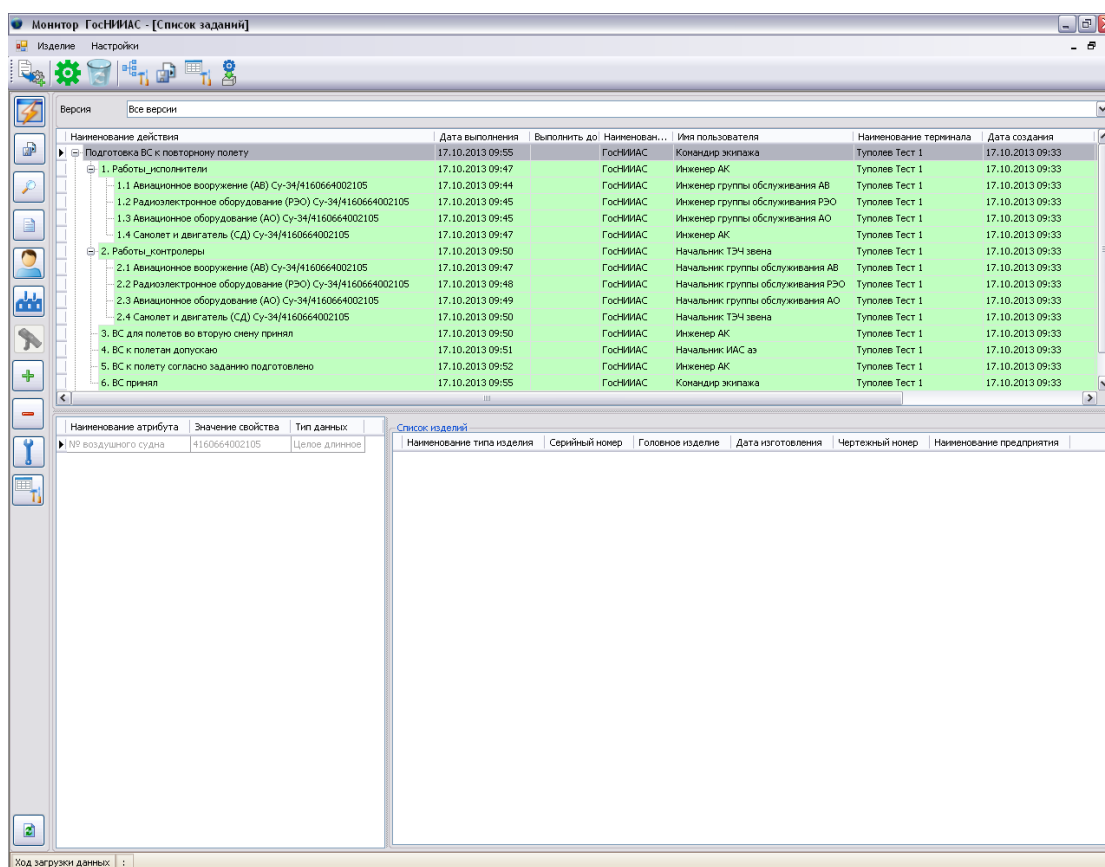 Монитор ГосНИИАС - [Список заданий]
Изделие Настройки
Версия Все версии
Наименование действия Дата выполнения Выполнить до Наименован... Имя пользователя Наименование терминала Дата создания
Подготовка ВС к повторному полету 17.10.2013 09:55 ГосНИИАС Командир экипажа Туполев Тест 1 17.10.2013 09:33
1. Работы_исполнители 17.10.2013 09:47 ГосНИИАС Инженер АК Туполев Тест 1 17.10.2013 09:33
1.1 Авиационное вооружение (АВ) Су-34/4160664002105 17.10.2013 09:44 ГосНИИАС Инженер группы обслуживания АВ Туполев Тест 1 17.10.2013 09:33
1.2 Радиоэлектронное оборудование (РЭО) Су-34/4160664002105 17.10.2013 09:45 ГосНИИАС Инженер группы обслуживания РЭО Туполев Тест 1 17.10.2013 09:33
1.3 Авиационное оборудование (АО) Су-34/4160664002105 17.10.2013 09:45 ГосНИИАС Инженер группы обслуживания АО Туполев Тест 1 17.10.2013 09:33
1.4 Самолет и двигатель (СД) Су-34/4160664002105 17.10.2013 09:47 ГосНИИАС Инженер АК Туполев Тест 1 17.10.2013 09:33
2. Работы_контролеры 17.10.2013 09:50 ГосНИИАС Начальник ТЭЧ звена Туполев Тест 1 17.10.2013 09:33
2.1 Авиационное вооружение (АВ) Су-34/4160664002105 17.10.2013 09:47 ГосНИИАС Начальник группы обслуживания АВ Туполев Тест 1 17.10.2013 09:33
2.2 Радиоэлектронное оборудование (РЭО) Су-34/4160664002105 17.10.2013 09:48 ГосНИИАС Начальник группы обслуживания РЭО Туполев Тест 1 17.10.2013 09:33
2.3 Авиационное оборудование (АО) Су-34/4160664002105 17.10.2013 09:49 ГосНИИАС Начальник группы обслуживания АО Туполев Тест 1 17.10.2013 09:33
2.4 Самолет и двигатель (СД) Су-34/4160664002105 17.10.2013 09:50 ГосНИИАС Начальник ТЭЧ звена Туполев Тест 1 17.10.2013 09:33
3. ВС для полетов во вторую смену принял 17.10.2013 09:50 ГосНИИАС Инженер АК Туполев Тест 1 17.10.2013 09:33
4. ВС к полетам допускаю 17.10.2013 09:51 ГосНИИАС Начальник ИАС аэ Туполев Тест 1 17.10.2013 09:33
5. ВС к полету согласно заданию подготовлено 17.10.2013 09:52 ГосНИИАС Инженер АК Туполев Тест 1 17.10.2013 09:33
6. ВС принял 17.10.2013 09:55 ГосНИИАС Командир экипажа Туполев Тест 1 17.10.2013 09:33
Наименование атрибута Значение свойства Тип данных
№ воздушного судна 4160664002105 Целое длинное
Список изделий
Наименование типа изделия Серийный номер Головное изделие Дата изготовления Чертежный номер Наименование предприятия
Ход загрузки данных :